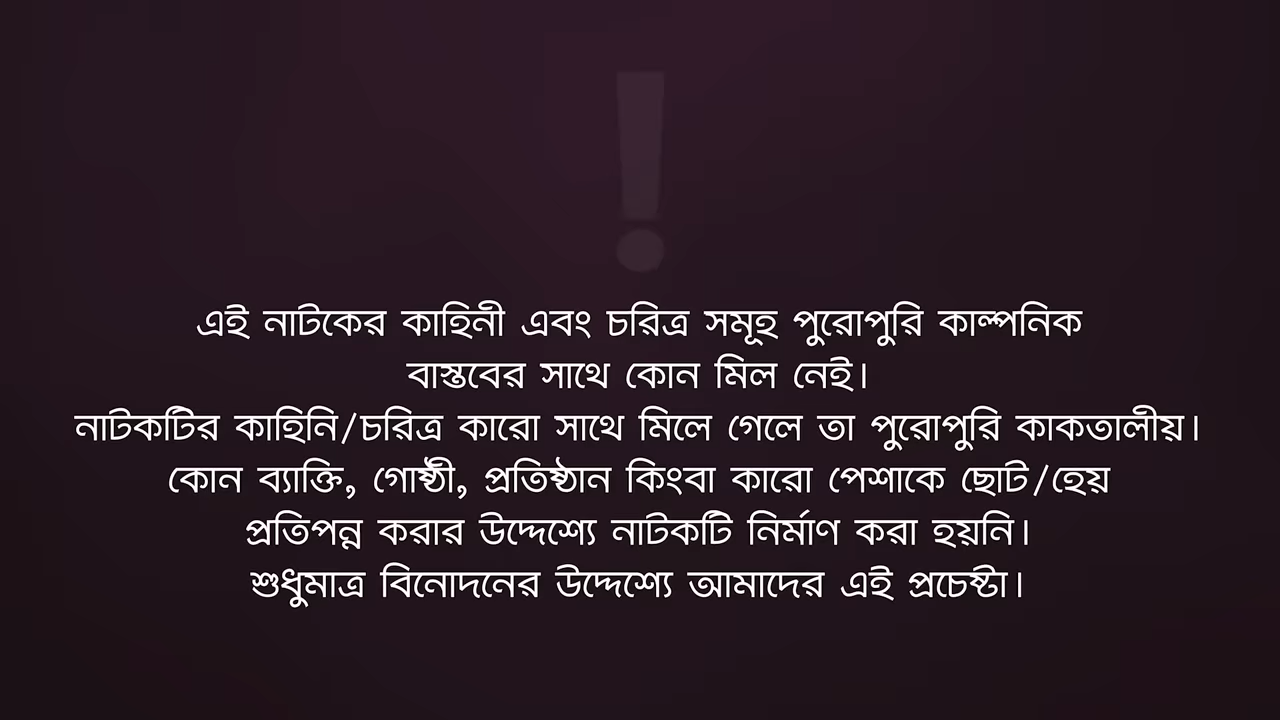 এই নাটকের কাহিনী এবং চরিত্র সমূহ পুরোপুরি কাল্পনিক
বাস্তবের সাথে কোন মিল নেই।
নাটকটির কাহিনি/চরিত্র কারো সাথে মিলে গেলে তা পুরোপুরি কাকতালীয়।
কোন ব্যাক্তি, গোষ্ঠী, প্রতিষ্ঠান কিংবা কারো পেশাকে ছোট/হেয়
প্রতিপন্ন করার উদ্দেশ্যে নাটকটি নির্মাণ করা হয়নি।
শুধুমাত্র বিনোদনের উদ্দেশ্যে আমাদের এই প্রচেষ্টা।